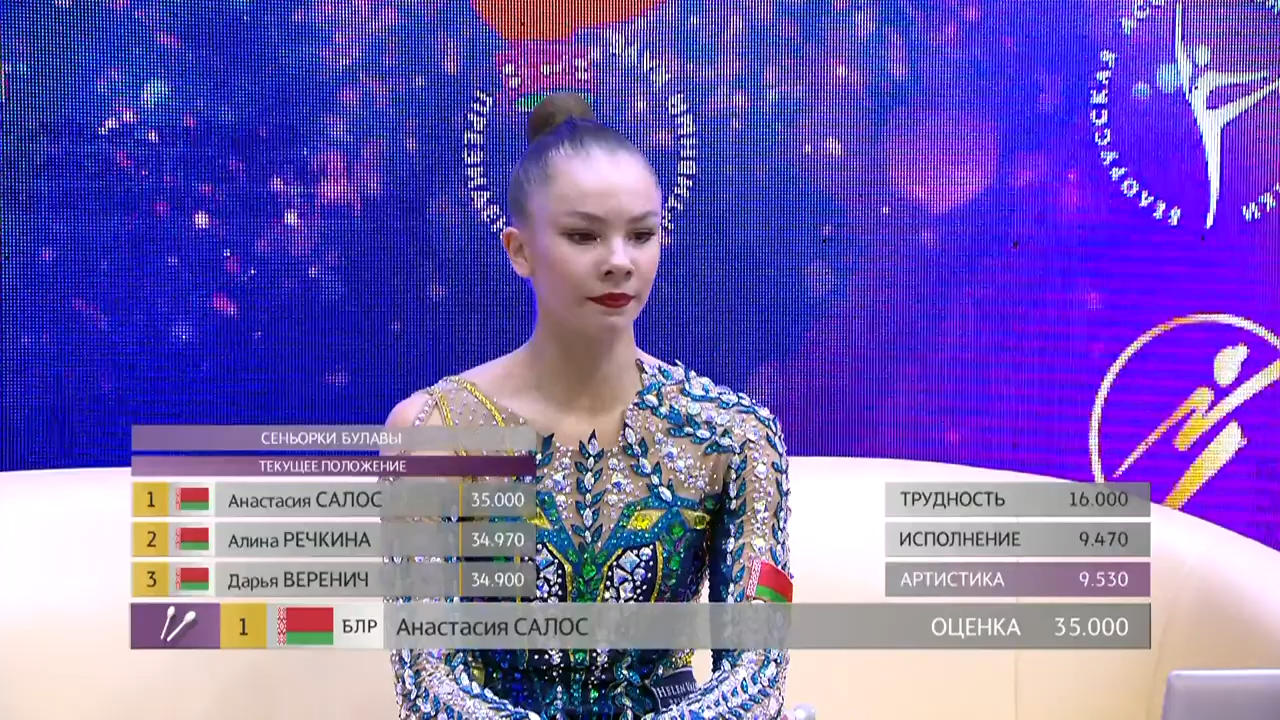 СЕНЬОРКИ. БУЛАВЫ
ТЕКУЩЕЕ ПОЛОЖЕНИЕ
1 Анастасия САЛОС 35.000
2 Алина РЕЧКИНА 34.970
3 Дарья ВЕРЕНИЧ 34.900
ТРУДНОСТЬ 16.000
ИСПОЛНЕНИЕ 9.470
АРТИСТИКА 9.530
1 БЛР Анастасия САЛОС ОЦЕНКА 35.000